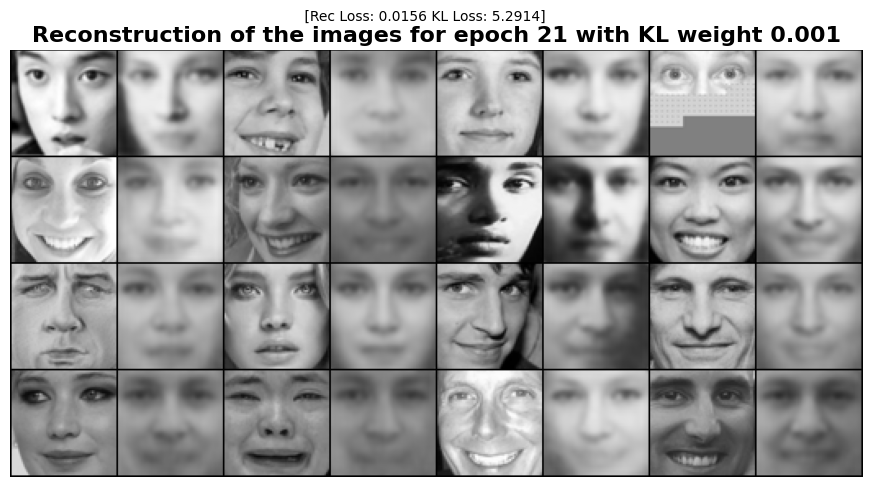 [Rec Loss: 0.0156 KL Loss: 5.2914]
Reconstruction of the images for epoch 21 with KL weight 0.001